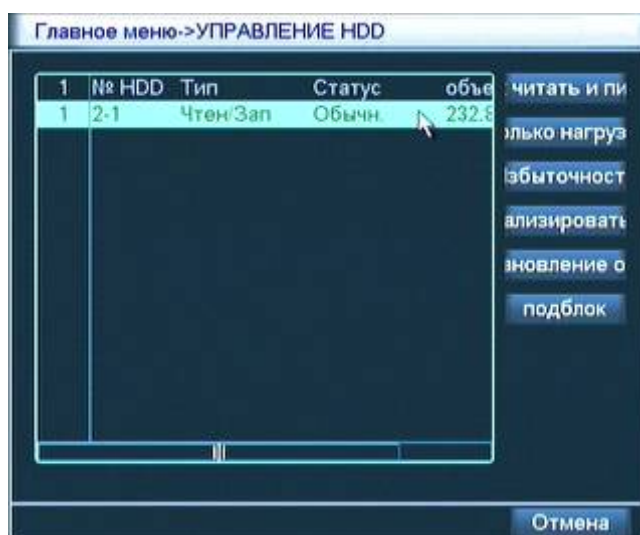 Главное меню->УПРАВЛЕНИЕ HDD
1 № HDD Тип Статус объе
1 2-1 Чтен/Зап Обычн. 232.8
читать и пи
олько нагруз
збыточност
ализировать
ановление о
подблок
Отмена